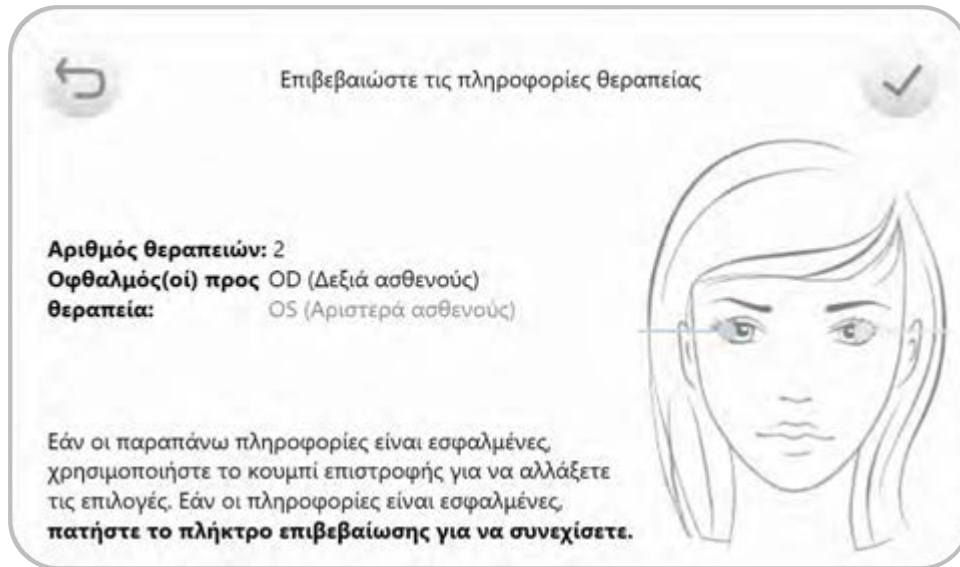 Επιβεβαιώστε τις πληροφορίες θεραπείας
Αριθμός θεραπειών: 2
Οφθαλμός(οί) προς OD (Δεξιά ασθενούς)
θεραπεία: OS (Αριστερά ασθενούς)
Εάν οι παραπάνω πληροφορίες είναι εσφαλμένες,
χρησιμοποιήστε το κουμπί επιστροφής για να αλλάξετε
τις επιλογές. Εάν οι πληροφορίες είναι εσφαλμένες,
πατήστε το πλήκτρο επιβεβαίωσης για να συνεχίσετε.